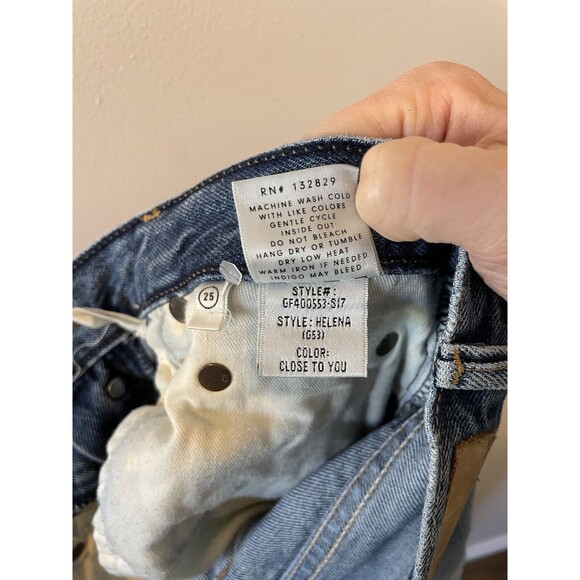 RN# 132829
MACHINE WASH COLD
WITH LIKE COLORS
GENTLE CYCLE
INSIDE OUT
DO NOT BLEACH
HANG DRY OR TUMBLE
DRY LOW HEAT
WARM IRON IF NEEDED
INDIGO MAY BLEED
25
STYLE#:
GF400553-S17
STYLE: HELENA
(G53)
COLOR:
CLOSE TO YOU